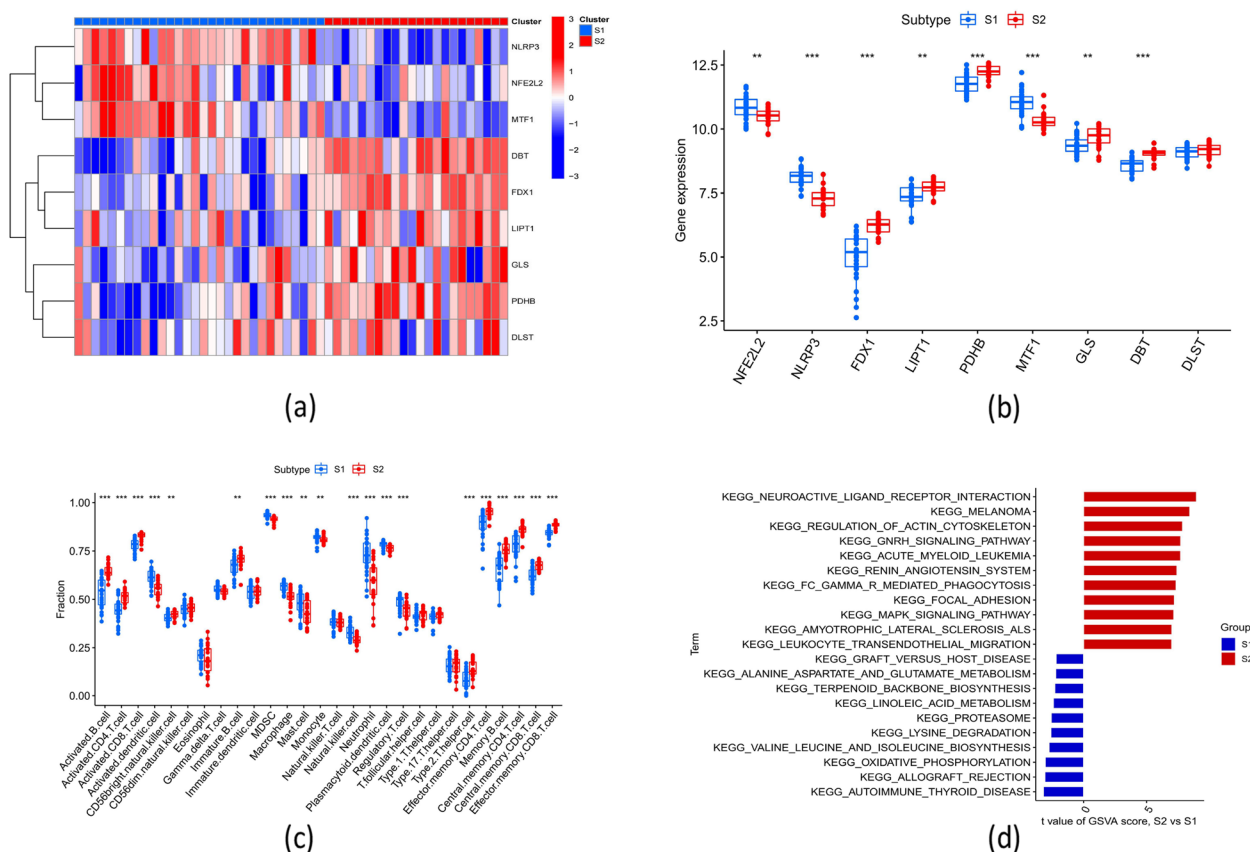 Cluster
NLRP3
NFE2L2
MTF1
DBT
FDX1
LIPT1
GLS
PDHB
DLST
3
2
1
0
−1
−2
−3
Cluster
S1
S2
(a)
Subtype S1 S2
** *** *** ** *** *** ** ***
Gene expression
12.5
10.0
7.5
5.0
2.5
NFE2L2
NLRP3
FDX1
LIPT1
PDHB
MTF1
GLS
DBT
DLST
(b)
Subtype S1 S2
*** *** *** *** ** ** *** *** ** ** *** *** *** *** *** *** *** *** *** ***
Fraction
1.00
0.75
0.50
0.25
0.00
Activated.B.cell
Activated.CD4.T.cell
Activated.CD8.T.cell
Activated.dendritic.cell
CD56bright.natural.killer.cell
CD56dim.natural.killer.cell
Eosinophil
Gamma.delta.T.cell
Immature.B.cell
Immature.dendritic.cell
MDSC
Macrophage
Mast.cell
Monocyte
Natural.killer.T.cell
Natural.killer.cell
Neutrophil
Plasmacytoid.dendritic.cell
Regulatory.T.cell
T.follicular.helper.cell
Type.1.T.helper.cell
Type.17.T.helper.cell
Type.2.T.helper.cell
Effector.memory.CD4.T.cell
Memory.B.cell
Central.memory.CD4.T.cell
Central.memory.CD8.T.cell
Effector.memory.CD8.T.cell
(c)
Term
KEGG_NEUROACTIVE_LIGAND_RECEPTOR_INTERACTION
KEGG_MELANOMA
KEGG_REGULATION_OF_ACTIN_CYTOSKELETON
KEGG_GNRH_SIGNALING_PATHWAY
KEGG_ACUTE_MYELOID_LEUKEMIA
KEGG_RENIN_ANGIOTENSIN_SYSTEM
KEGG_FC_GAMMA_R_MEDIATED_PHAGOCYTOSIS
KEGG_FOCAL_ADHESION
KEGG_MAPK_SIGNALING_PATHWAY
KEGG_AMYOTROPHIC_LATERAL_SCLEROSIS_ALS
KEGG_LEUKOCYTE_TRANSENDOTHELIAL_MIGRATION
KEGG_GRAFT_VERSUS_HOST_DISEASE
KEGG_ALANINE_ASPARTATE_AND_GLUTAMATE_METABOLISM
KEGG_TERPENOID_BACKBONE_BIOSYNTHESIS
KEGG_LINOLEIC_ACID_METABOLISM
KEGG_PROTEASOME
KEGG_LYSINE_DEGRADATION
KEGG_VALINE_LEUCINE_AND_ISOLEUCINE_BIOSYNTHESIS
KEGG_OXIDATIVE_PHOSPHORYLATION
KEGG_ALLOGRAFT_REJECTION
KEGG_AUTOIMMUNE_THYROID_DISEASE
0 5
t value of GSVA score, S2 vs S1
Group
S1
S2
(d)